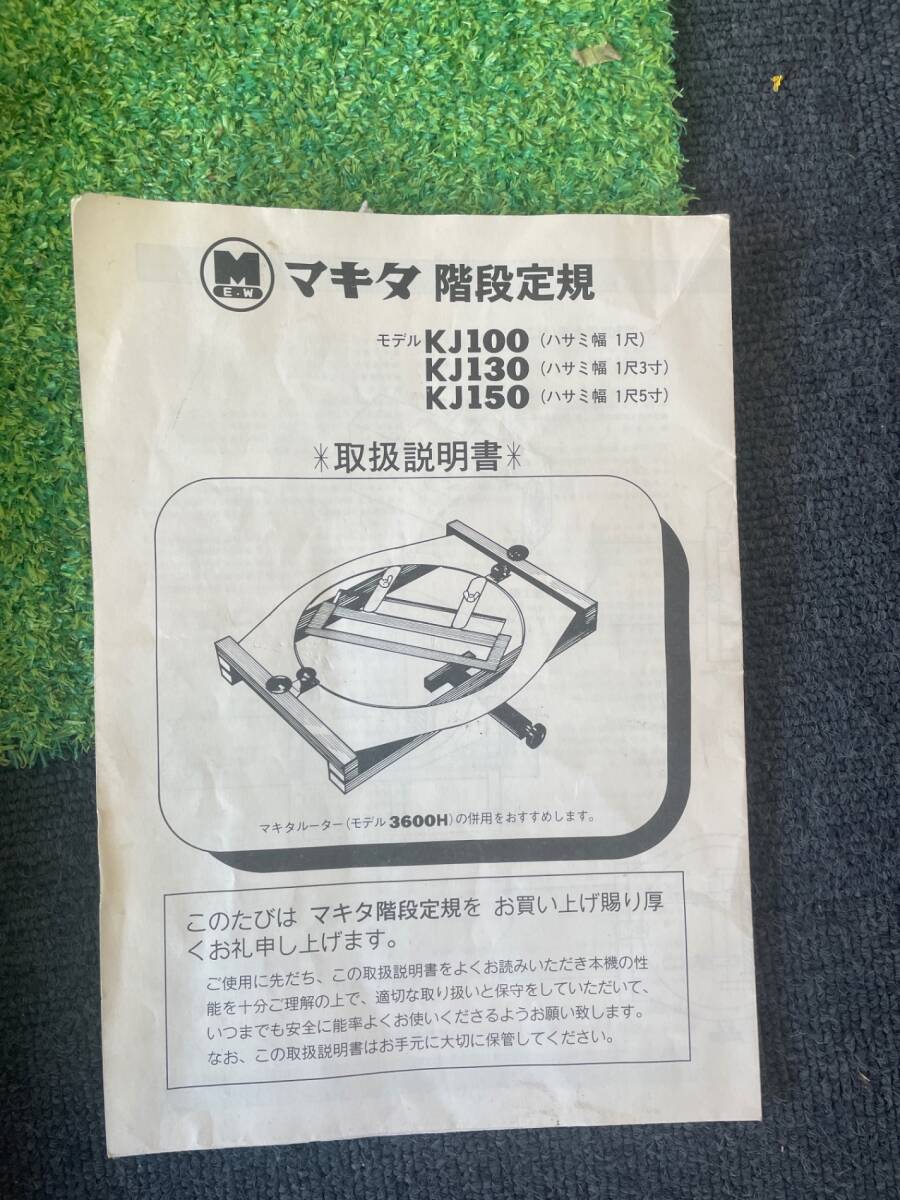 M
E.W
マキタ 階段定規
モデル KJ100 (ハサミ幅 1尺)
KJ130 (ハサミ幅 1尺3寸)
KJ150 (ハサミ幅 1尺5寸)
*取扱説明書*
マキタルーター(モデル3600H)の併用をおすすめします。
このたびは マキタ階段定規を お買い上げ賜り厚
くお礼申し上げます。
ご使用に先だち、この取扱説明書をよくお読みいただき本機の性
能を十分ご理解の上で、適切な取り扱いと保守をしていただいて、
いつまでも安全に能率よくお使いくださるようお願い致します。
なお、この取扱説明書はお手元に大切に保管してください。